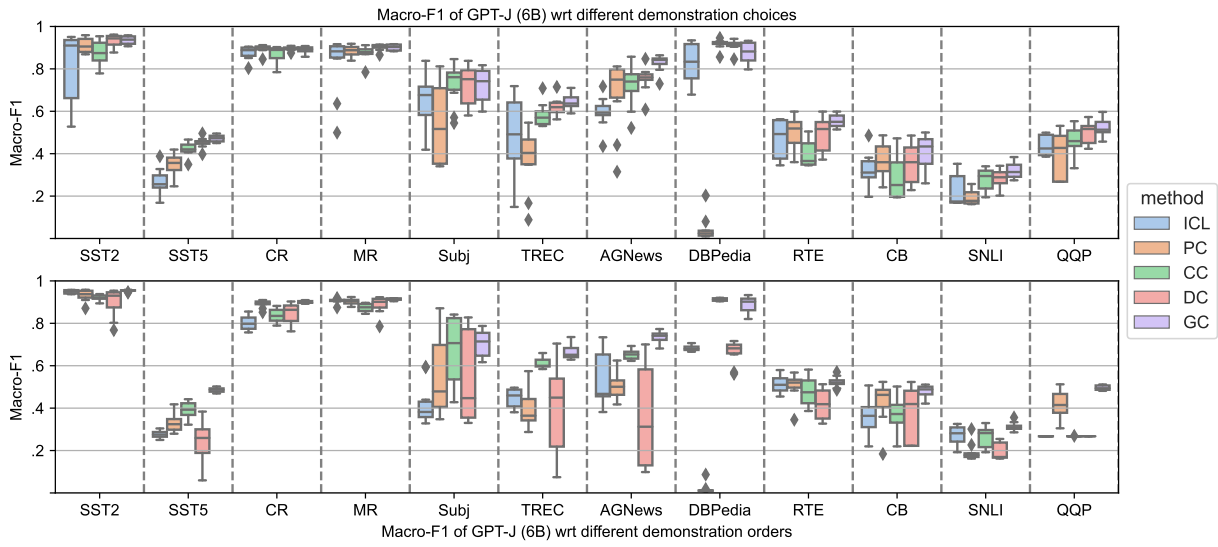 Macro-F1 of GPT-J (6B) wrt different demonstration choices
1
.8
.6
.4
.2
Macro-F1
SST2 SST5 CR MR Subj TREC AGNews DBPedia RTE CB SNLI QQP
method
ICL
PC
CC
DC
GC
1
.8
.6
.4
.2
Macro-F1
SST2 SST5 CR MR Subj TREC AGNews DBPedia RTE CB SNLI QQP
Macro-F1 of GPT-J (6B) wrt different demonstration orders